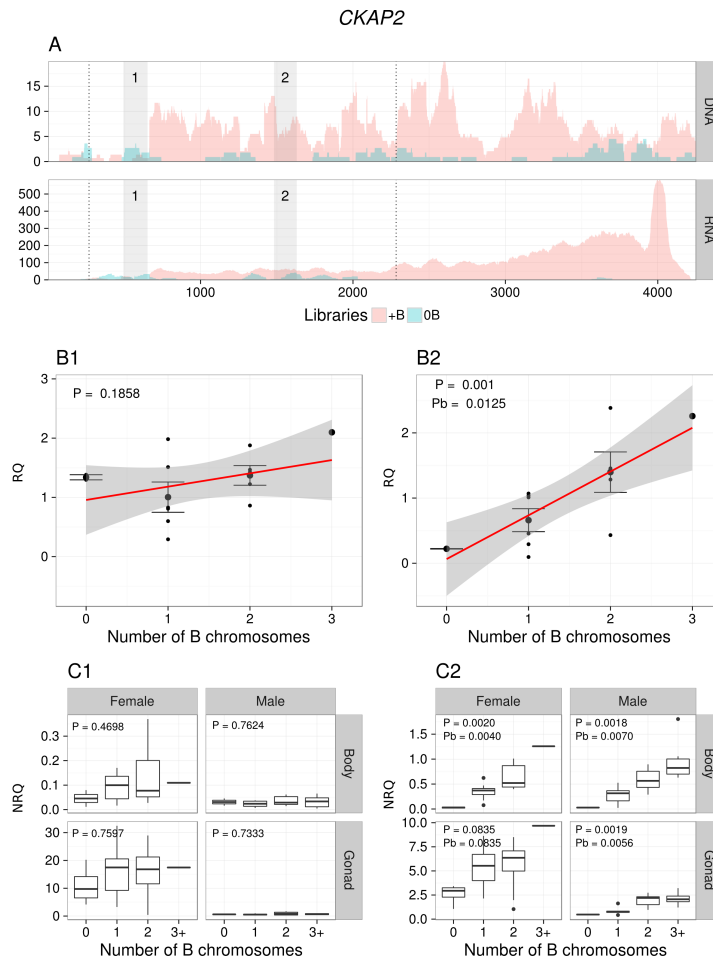 CKAP2
A
1 2
15
10
5
0
DNA
1 2
500
400
300
200
100
0
RNA
1000 2000 3000 4000
Libraries +B 0B
B1
P = 0.1858
3
2
1
0
RQ
0 1 2 3
Number of B chromosomes
B2
P = 0.001
Pb = 0.0125
2
1
0
RQ
0 1 2 3
Number of B chromosomes
C1
Female Male
P = 0.4698 P = 0.7624
0.3
0.2
0.1
0.0
Body
NRQ
P = 0.7597 P = 0.7333
30
20
10
0
Gonad
0 1 2 3+ 0 1 2 3+
Number of B chromosomes
C2
Female Male
P = 0.0020 P = 0.0018
Pb = 0.0040 Pb = 0.0070
1.5
1.0
0.5
0.0
Body
NRQ
P = 0.0835 P = 0.0019
Pb = 0.0835 Pb = 0.0056
10.0
7.5
5.0
2.5
0.0
Gonad
0 1 2 3+ 0 1 2 3+
Number of B chromosomes